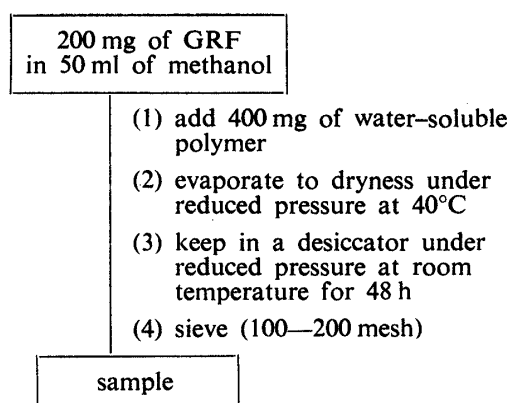 200 mg of GRF
in 50 ml of methanol
(1) add 400 mg of water–soluble
polymer
(2) evaporate to dryness under
reduced pressure at 40°C
(3) keep in a desiccator under
reduced pressure at room
temperature for 48 h
(4) sieve (100—200 mesh)
sample